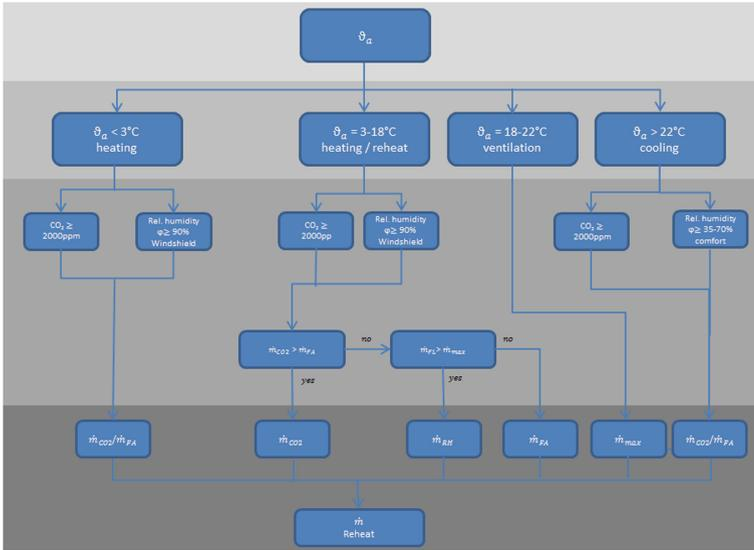 ϑₐ
ϑₐ < 3°C
heating
ϑₐ = 3-18°C
heating / reheat
ϑₐ = 18-22°C
ventilation
ϑₐ > 22°C
cooling
CO₂ ≥
2000ppm
Rel. humidity
φ≥ 90%
Windshield
CO₂ ≥
2000pp
Rel. humidity
φ≥ 90%
Windshield
CO₂ ≥
2000ppm
Rel. humidity
φ≥ 35-70%
comfort
ṁCO2 > ṁFA
no
ṁFL > ṁmax
no
yes
yes
ṁCO2/ṁFA
ṁCO2
ṁRH
ṁFA
ṁmax
ṁCO2/ṁFA
ṁ
Reheat